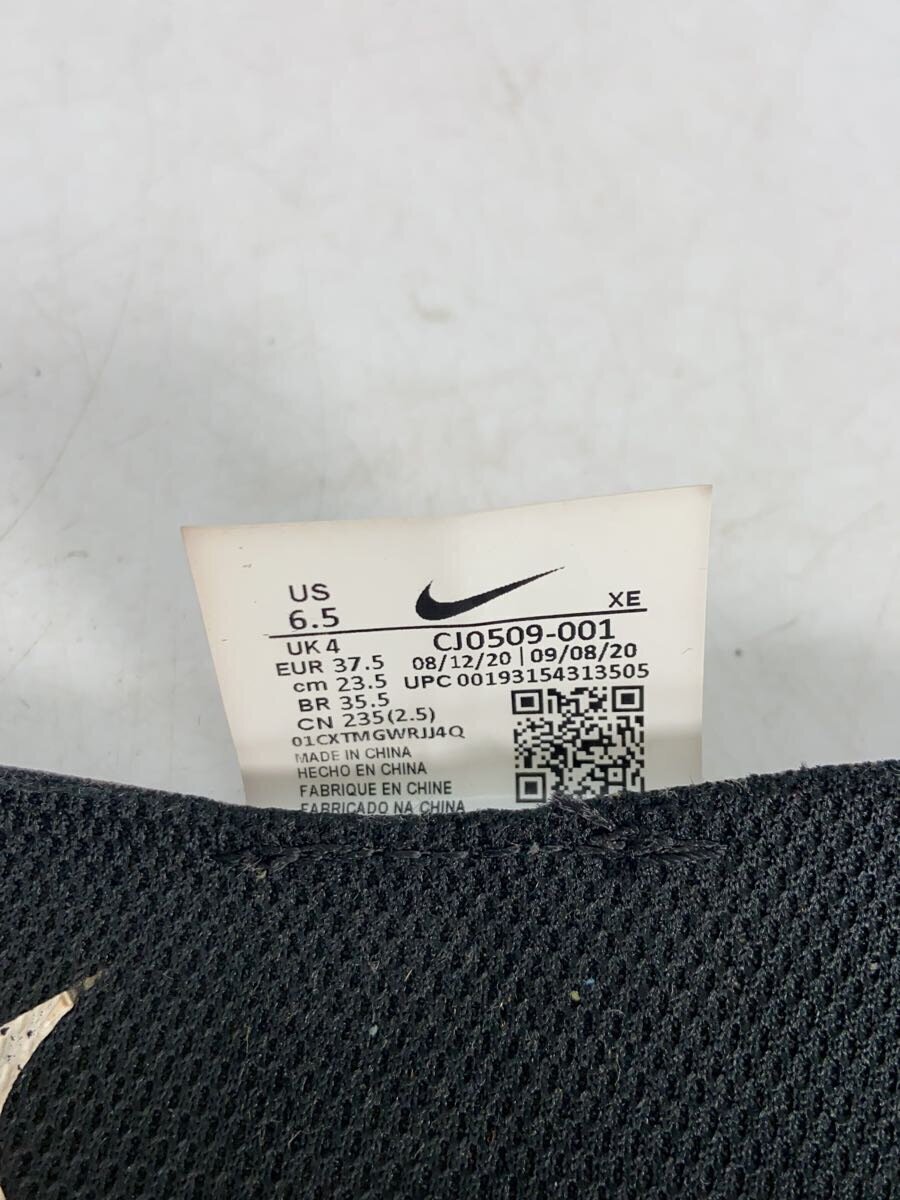 US
6.5
XE
UK 4
CJ0509-001
EUR 37.5
08/12/20 | 09/08/20
cm 23.5
UPC 00193154313505
BR 35.5
CN 235(2.5)
01CXTMGWRJJ4Q
MADE IN CHINA
HECHO EN CHINA
FABRIQUE EN CHINE
FABRICADO NA CHINA